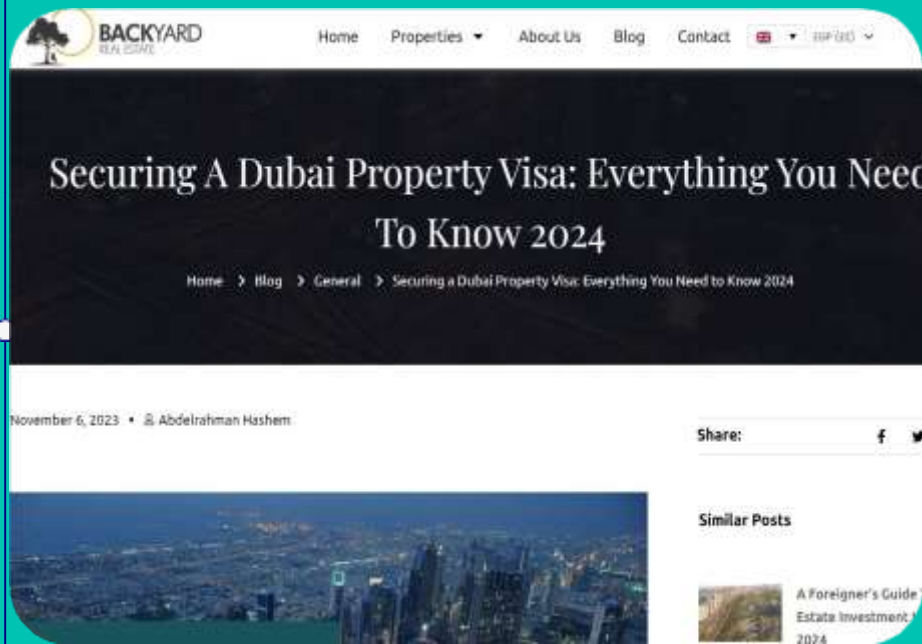 BACKYARD
REAL ESTATE
Home Properties About Us Blog Contact
Securing A Dubai Property Visa: Everything You Need
To Know 2024
Home > Blog > General > Securing a Dubai Property Visa: Everything You Need to Know 2024
November 6, 2023 • Abdelrahman Hashem
Share:
Similar Posts
A Foreigner's Guide
Estate Investment
2024